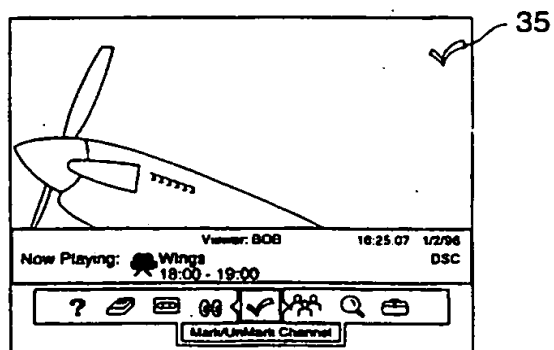 35
Viewer: BOB 18:25.07 1/2/96
Now Playing: Wings DSC
18:00 - 19:00
?
Mark/UnMark Channel